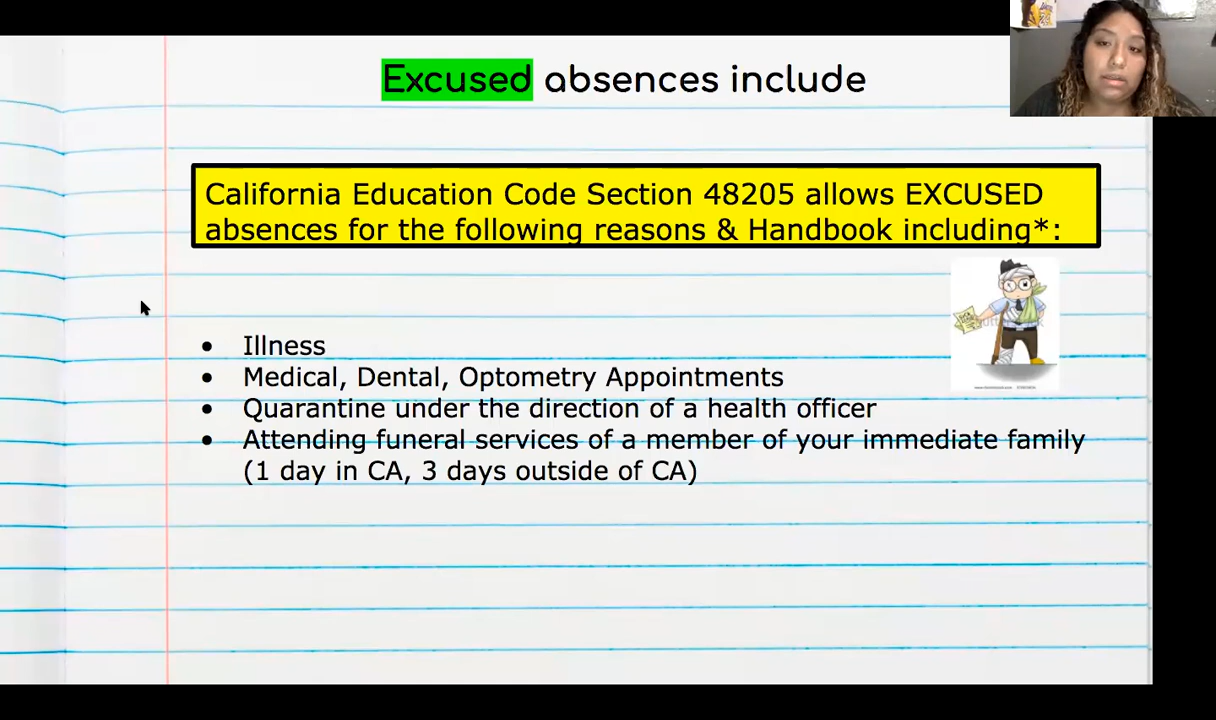 Excused absences include
California Education Code Section 48205 allows EXCUSED
absences for the following reasons & Handbook including*:
• Illness
• Medical, Dental, Optometry Appointments
• Quarantine under the direction of a health officer
• Attending funeral services of a member of your immediate family
(1 day in CA, 3 days outside of CA)